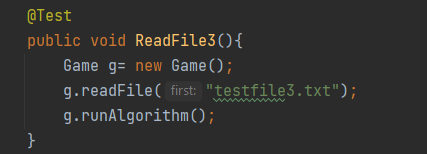 @Test
public void ReadFile3(){
Game g= new Game();
g.readFile( first: "testfile3.txt");
g.runAlgorithm();
}